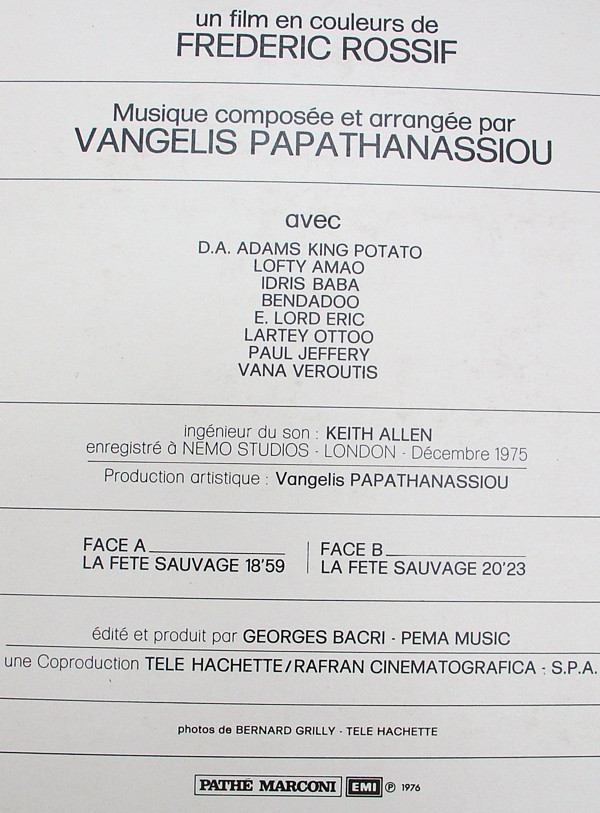 un film en couleurs de
FREDERIC ROSSIF
Musique composée et arrangée par
VANGELIS PAPATHANASSIOU
avec
D.A. ADAMS KING POTATO
LOFTY AMAO
IDRIS BABA
BENDADOO
E. LORD ERIC
LARTEY OTTOO
PAUL JEFFERY
VANA VEROUTIS
ingénieur du son : KEITH ALLEN
enregistré à NEMO STUDIOS - LONDON - Décembre 1975
Production artistique : Vangelis PAPATHANASSIOU
FACE A
LA FETE SAUVAGE 18'59
FACE B
LA FETE SAUVAGE 20'23
édité et produit par GEORGES BACRI - PEMA MUSIC
une Coproduction TELE HACHETTE/RAFRAN CINEMATOGRAFICA - S.P.A.
photos de BERNARD GRILLY - TELE HACHETTE
PATHÉ MARCONI EMI ℗ 1976